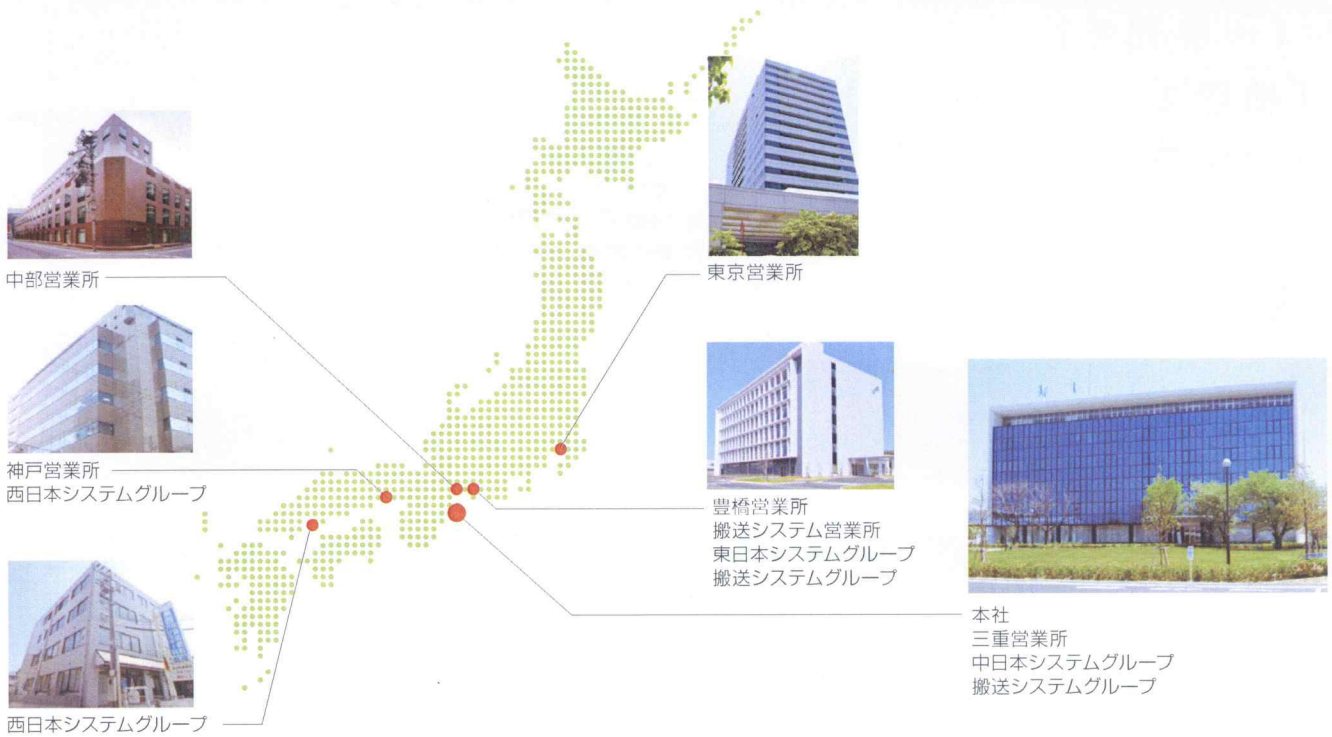 中部営業所
神戸営業所
西日本システムグループ
西日本システムグループ
東京営業所
豊橋営業所
搬送システム営業所
東日本システムグループ
搬送システムグループ
本社
三重営業所
中日本システムグループ
搬送システムグループ